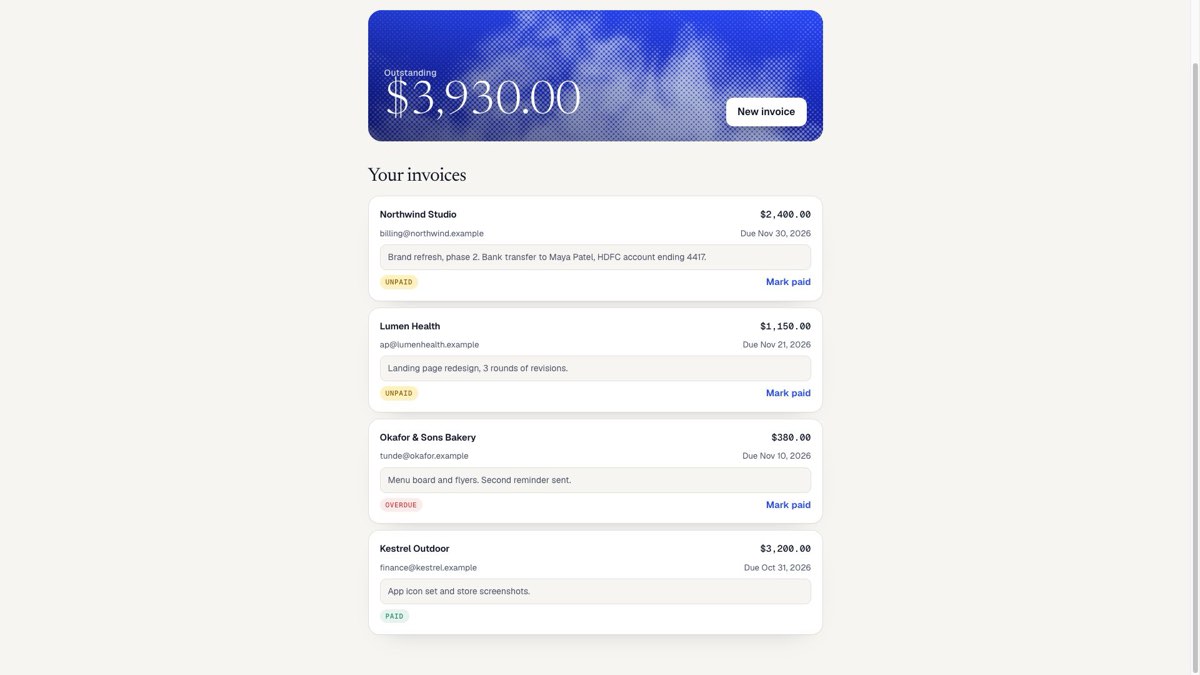 Outstanding
$3,930.00
New invoice
Your invoices
Northwind Studio
$2,400.00
billing@northwind.example
Due Nov 30, 2026
Brand refresh, phase 2. Bank transfer to Maya Patel, HDFC account ending 4417.
UNPAID
Mark paid
Lumen Health
$1,150.00
ap@lumenhealth.example
Due Nov 21, 2026
Landing page redesign, 3 rounds of revisions.
UNPAID
Mark paid
Okafor & Sons Bakery
$380.00
tunde@okafor.example
Due Nov 10, 2026
Menu board and flyers. Second reminder sent.
OVERDUE
Mark paid
Kestrel Outdoor
$3,200.00
finance@kestrel.example
Due Oct 31, 2026
App icon set and store screenshots.
PAID